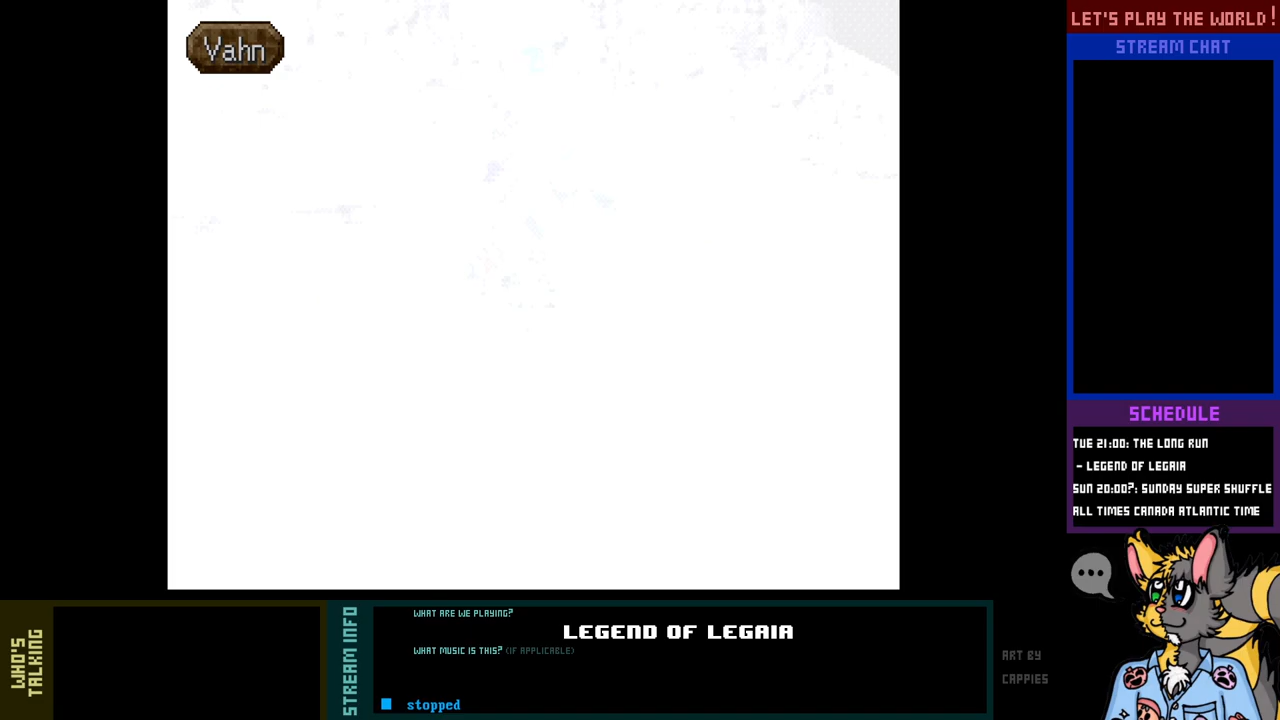 Vahn
LET'S PLAY THE WORLD!
STREAM CHAT
SCHEDULE
TUE 21:00: THE LONG RUN
- LEGEND OF LEGAIA
SUN 20:00?: SUNDAY SUPER SHUFFLE
ALL TIMES CANADA ATLANTIC TIME
WHO'S
TALKING
STREAM INFO
WHAT ARE WE PLAYING?
LEGEND OF LEGAIA
WHAT MUSIC IS THIS? (IF APPLICABLE)
stopped
ART BY
CAPPIES